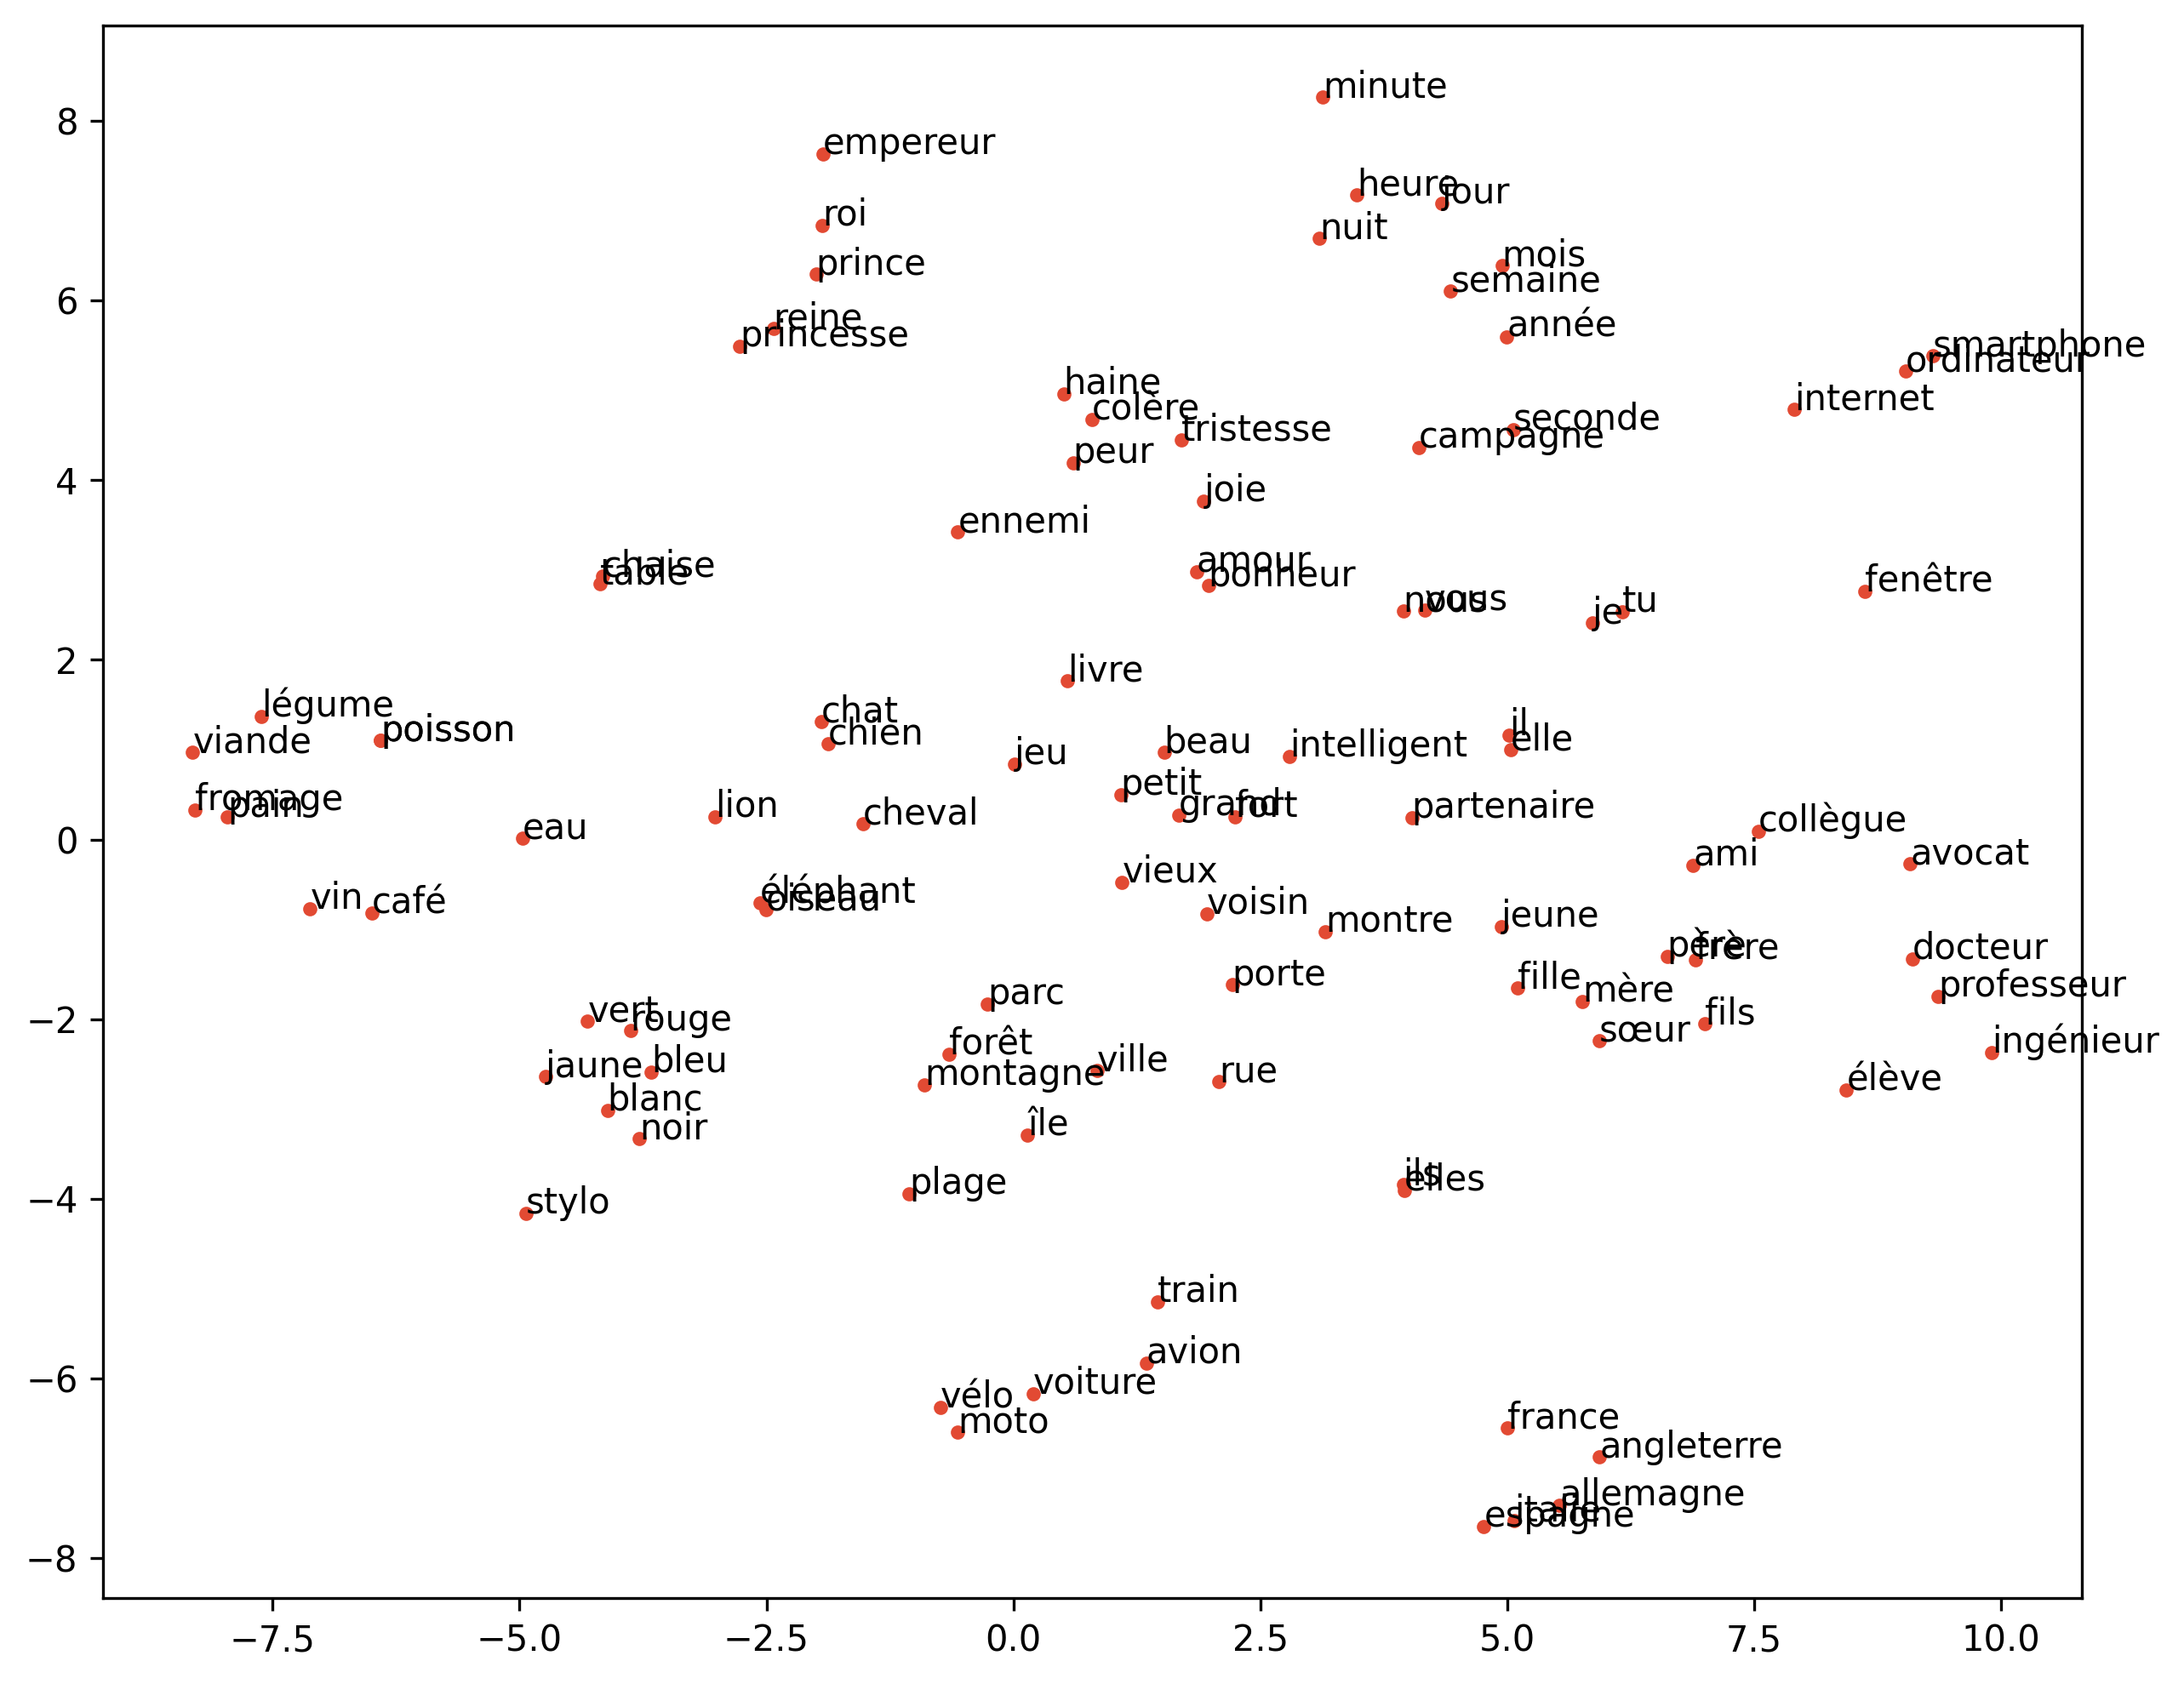 minute
empereur
heure
jour
roi
nuit
mois
prince
semaine
année
reine
princesse
smartphone
ordinateur
internet
haine
colère
seconde
tristesse
campagne
peur
joie
ennemi
chaise
table
amour
bonheur
fenêtre
nous
vous
je
tu
livre
légume
chat
il
poisson
chien
elle
viande
jeu
beau
intelligent
petit
fromage
pain
lion
cheval
grand
fort
partenaire
collègue
eau
ami
avocat
vieux
éléphant
oiseau
vin
café
voisin
montre
jeune
père
frère
docteur
porte
fille
mère
professeur
parc
vert
rouge
fils
sœur
forêt
ingénieur
jaune
bleu
montagne
ville
rue
élève
blanc
noir
île
plage
ils
elles
stylo
train
avion
voiture
vélo
moto
france
angleterre
allemagne
italie
espagne
8
6
4
2
0
−2
−4
−6
−8
−7.5 −5.0 −2.5 0.0 2.5 5.0 7.5 10.0